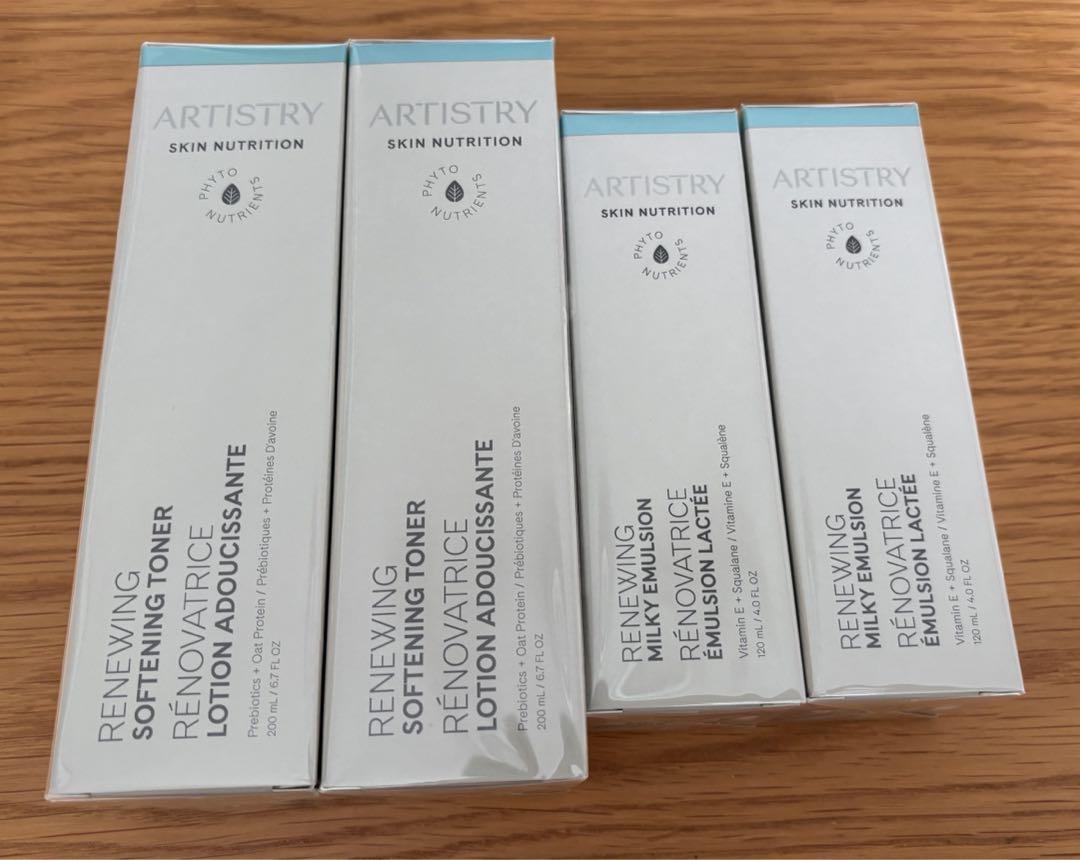 ARTISTRY
SKIN NUTRITION
PHYTO
NUTRIENTS
RENEWING
SOFTENING TONER
RÉNOVATRICE
LOTION ADOUCISSANTE
Prebiotics + Oat Protein / Prébiotiques + Protéines D'avoine
200 mL / 6.7 FL OZ
ARTISTRY
SKIN NUTRITION
PHYTO
NUTRIENTS
RENEWING
SOFTENING TONER
RÉNOVATRICE
LOTION ADOUCISSANTE
Prebiotics + Oat Protein / Prébiotiques + Protéines D'avoine
200 mL / 6.7 FL OZ
ARTISTRY
SKIN NUTRITION
PHYTO
NUTRIENTS
RENEWING
MILKY EMULSION
RÉNOVATRICE
ÉMULSION LACTÉE
Vitamin E + Squalane / Vitamine E + Squalène
120 mL / 4.0 FL OZ
ARTISTRY
SKIN NUTRITION
PHYTO
NUTRIENTS
RENEWING
MILKY EMULSION
RÉNOVATRICE
ÉMULSION LACTÉE
Vitamin E + Squalane / Vitamine E + Squalène
120 mL / 4.0 FL OZ